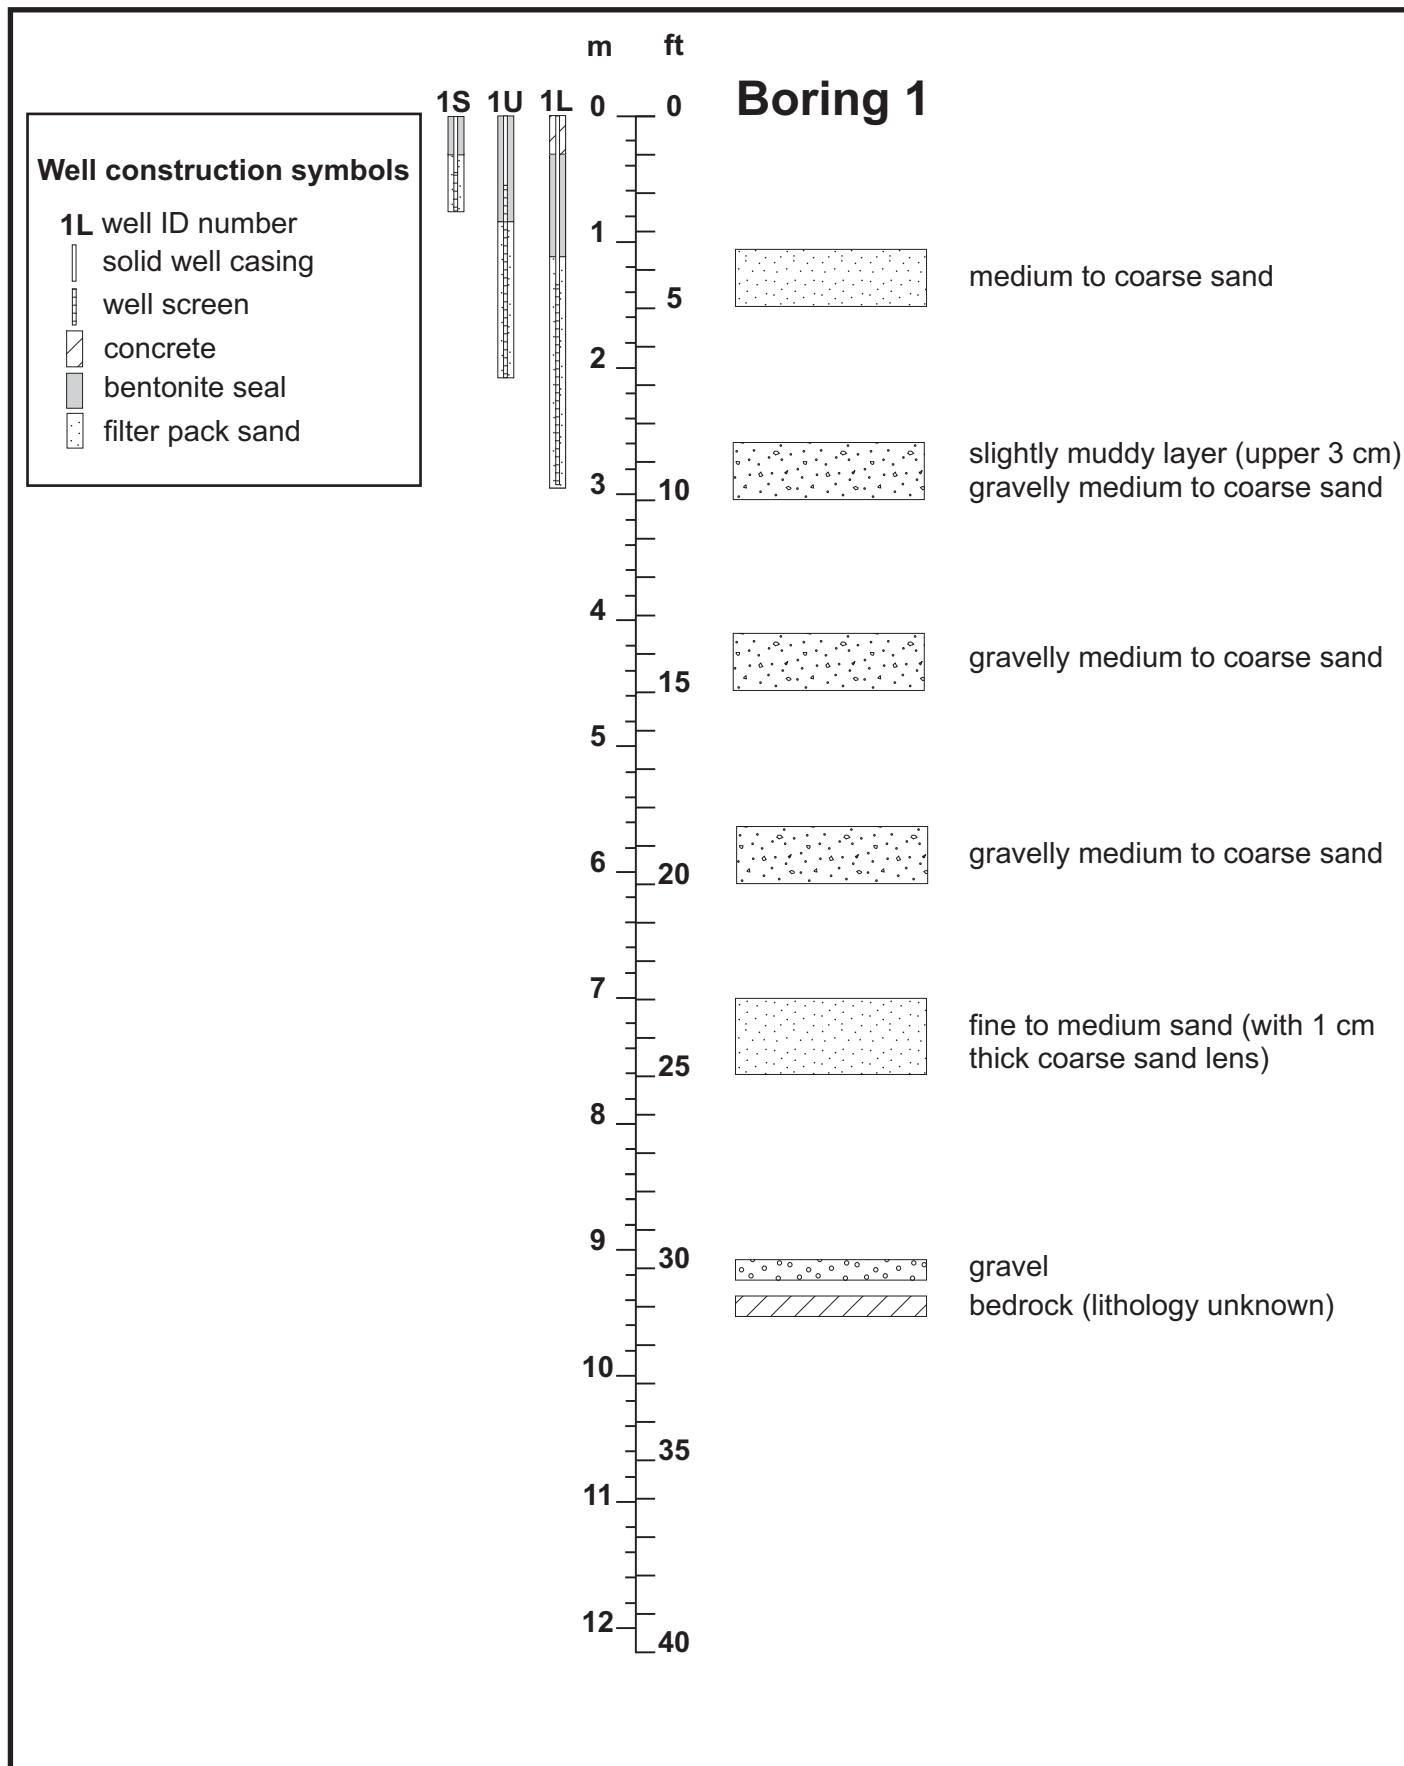 m ft
1S 1U 1L 0 0 Boring 1
Well construction symbols
1L well ID number
solid well casing
well screen
concrete
bentonite seal
filter pack sand
1
5
medium to coarse sand
2
slightly muddy layer (upper 3 cm)
gravelly medium to coarse sand
3 10
4
gravelly medium to coarse sand
15
5
gravelly medium to coarse sand
6 20
7
fine to medium sand (with 1 cm
thick coarse sand lens)
25
8
9
30
gravel
bedrock (lithology unknown)
10
35
11
12
40